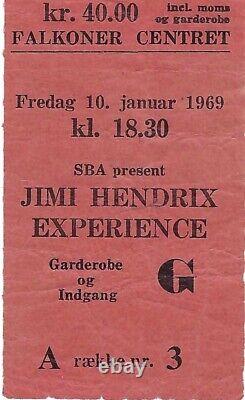 kr. 40.00 incl. moms
og garderobe
FALKONER CENTRET
Fredag 10. januar 1969
kl. 18.30
SBA present
JIMI HENDRIX
EXPERIENCE
Garderobe
og
Indgang
G
A række nr. 3